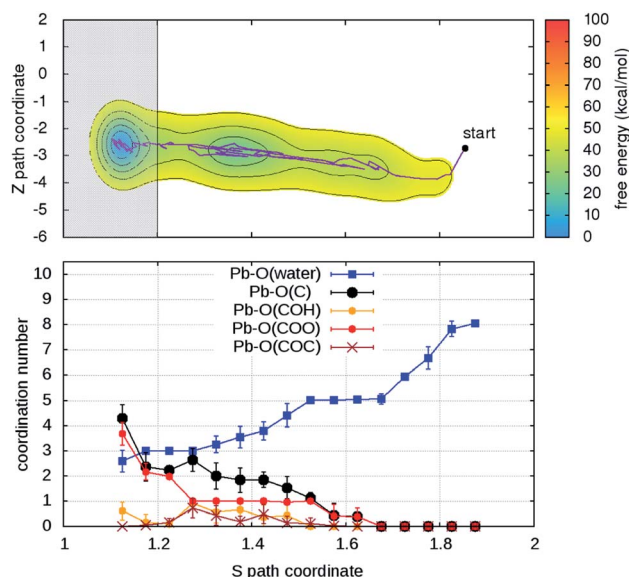 2
1
0
-1
-2
-3
-4
-5
-6
Z path coordinate
start
100
90
80
70
60
50
40
30
20
10
0
free energy (kcal/mol)
10
9
8
7
6
5
4
3
2
1
0
coordination number
Pb-O(water)
Pb-O(C)
Pb-O(COH)
Pb-O(COO)
Pb-O(COC)
1 1.2 1.4 1.6 1.8 2
S path coordinate